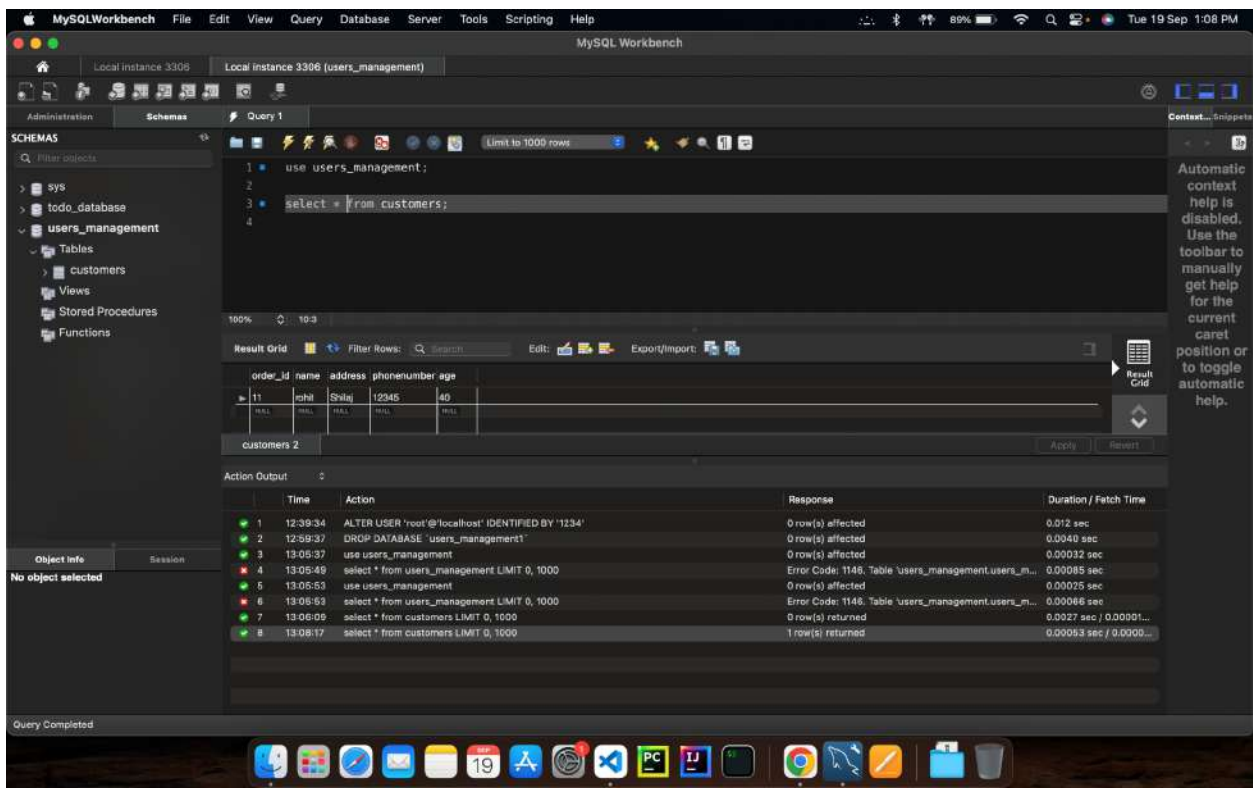 MySQLWorkbench File Edit View Query Database Server Tools Scripting Help 89% Tue 19 Sep 1:08 PM
MySQL Workbench
Local instance 3306 Local instance 3306 (users_management)
Administration Schemas Query 1 Context... Snippets
SCHEMAS
Limit to 1000 rows
Filter objects
sys
todo_database
users_management
Tables
customers
Views
Stored Procedures
Functions
1 use users_management;
2
3 select * from customers;
4
Automatic
context
help is
disabled.
Use the
toolbar to
manually
get help
for the
current
caret
position or
to toggle
automatic
help.
100% 10:3
Result Grid Filter Rows: Search Edit: Export/Import:
Result
Grid
order_id name address phonenumber age
11 rohit Shilaj 12345 40
NULL NULL NULL NULL NULL
customers 2 Apply Revert
Action Output
Time Action Response Duration / Fetch Time
1 12:39:34 ALTER USER 'root'@'localhost' IDENTIFIED BY '1234' 0 row(s) affected 0.012 sec
2 12:59:37 DROP DATABASE `users_management1` 0 row(s) affected 0.0040 sec
3 13:05:37 use users_management 0 row(s) affected 0.00032 sec
4 13:05:49 select * from users_management LIMIT 0, 1000 Error Code: 1146. Table 'users_management.users_m... 0.00085 sec
5 13:05:53 use users_management 0 row(s) affected 0.00025 sec
6 13:05:53 select * from users_management LIMIT 0, 1000 Error Code: 1146. Table 'users_management.users_m... 0.00066 sec
7 13:06:09 select * from customers LIMIT 0, 1000 0 row(s) returned 0.0027 sec / 0.00001...
8 13:08:17 select * from customers LIMIT 0, 1000 1 row(s) returned 0.00053 sec / 0.0000...
Object Info Session
No object selected
Query Completed
SEP
19
PC
IJ